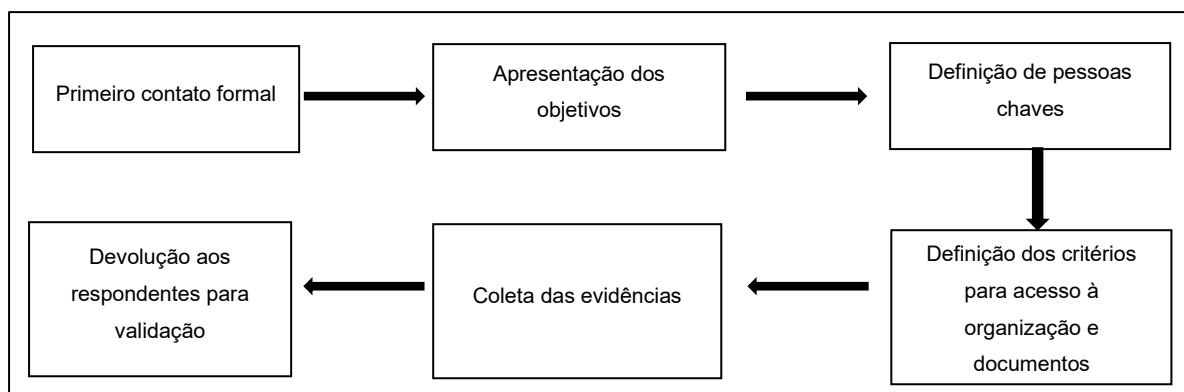 Primeiro contato formal
Apresentação dos
objetivos
Definição de pessoas
chaves
Definição dos critérios
para acesso à
organização e
documentos
Coleta das evidências
Devolução aos
respondentes para
validação